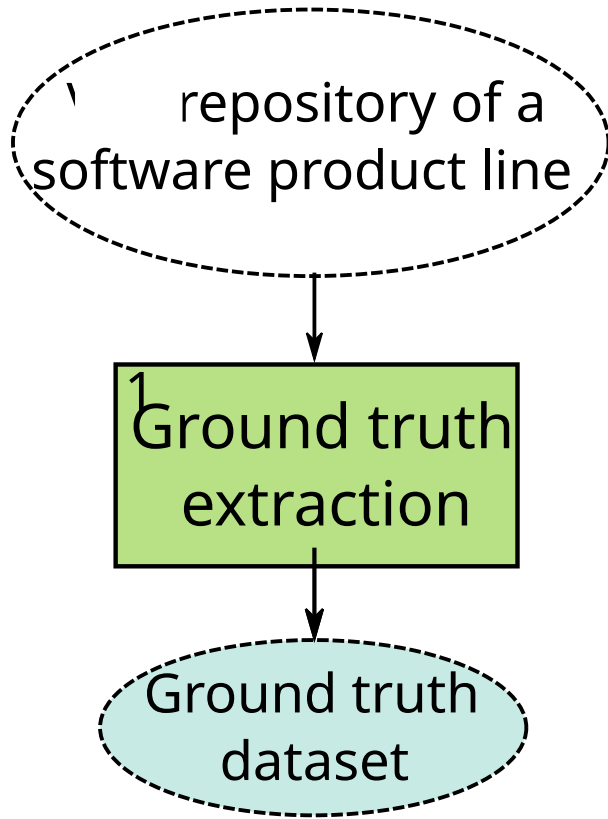 repository of a
software product line
1
Ground truth
extraction
Ground truth
dataset